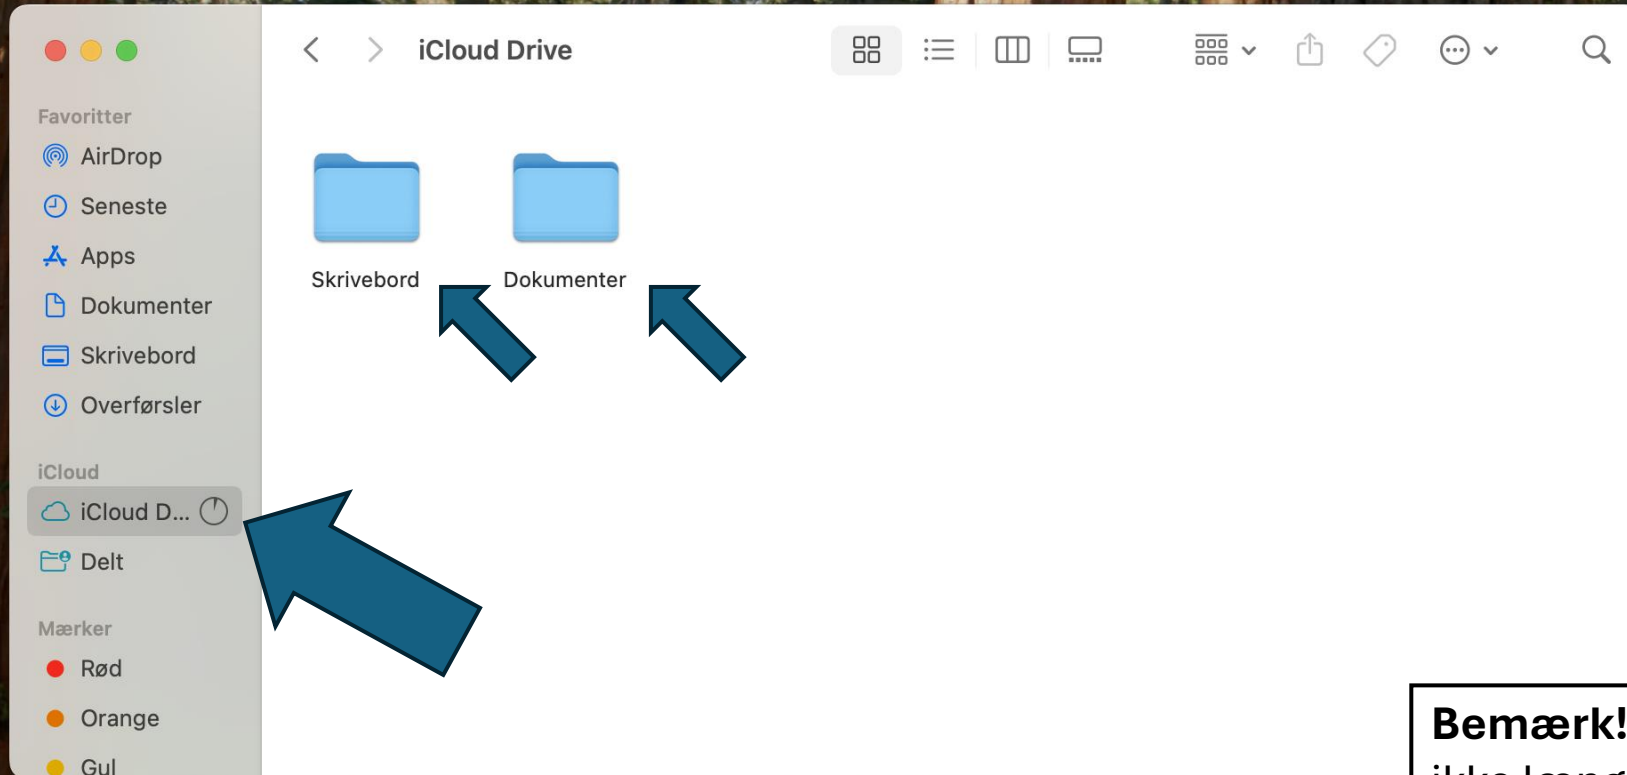 iCloud Drive
Favoritter
AirDrop
Seneste
Apps
Dokumenter
Skrivebord
Overførsler
iCloud
iCloud D...
Delt
Mærker
Rød
Orange
Gul
Skrivebord
Dokumenter
Bemærk!